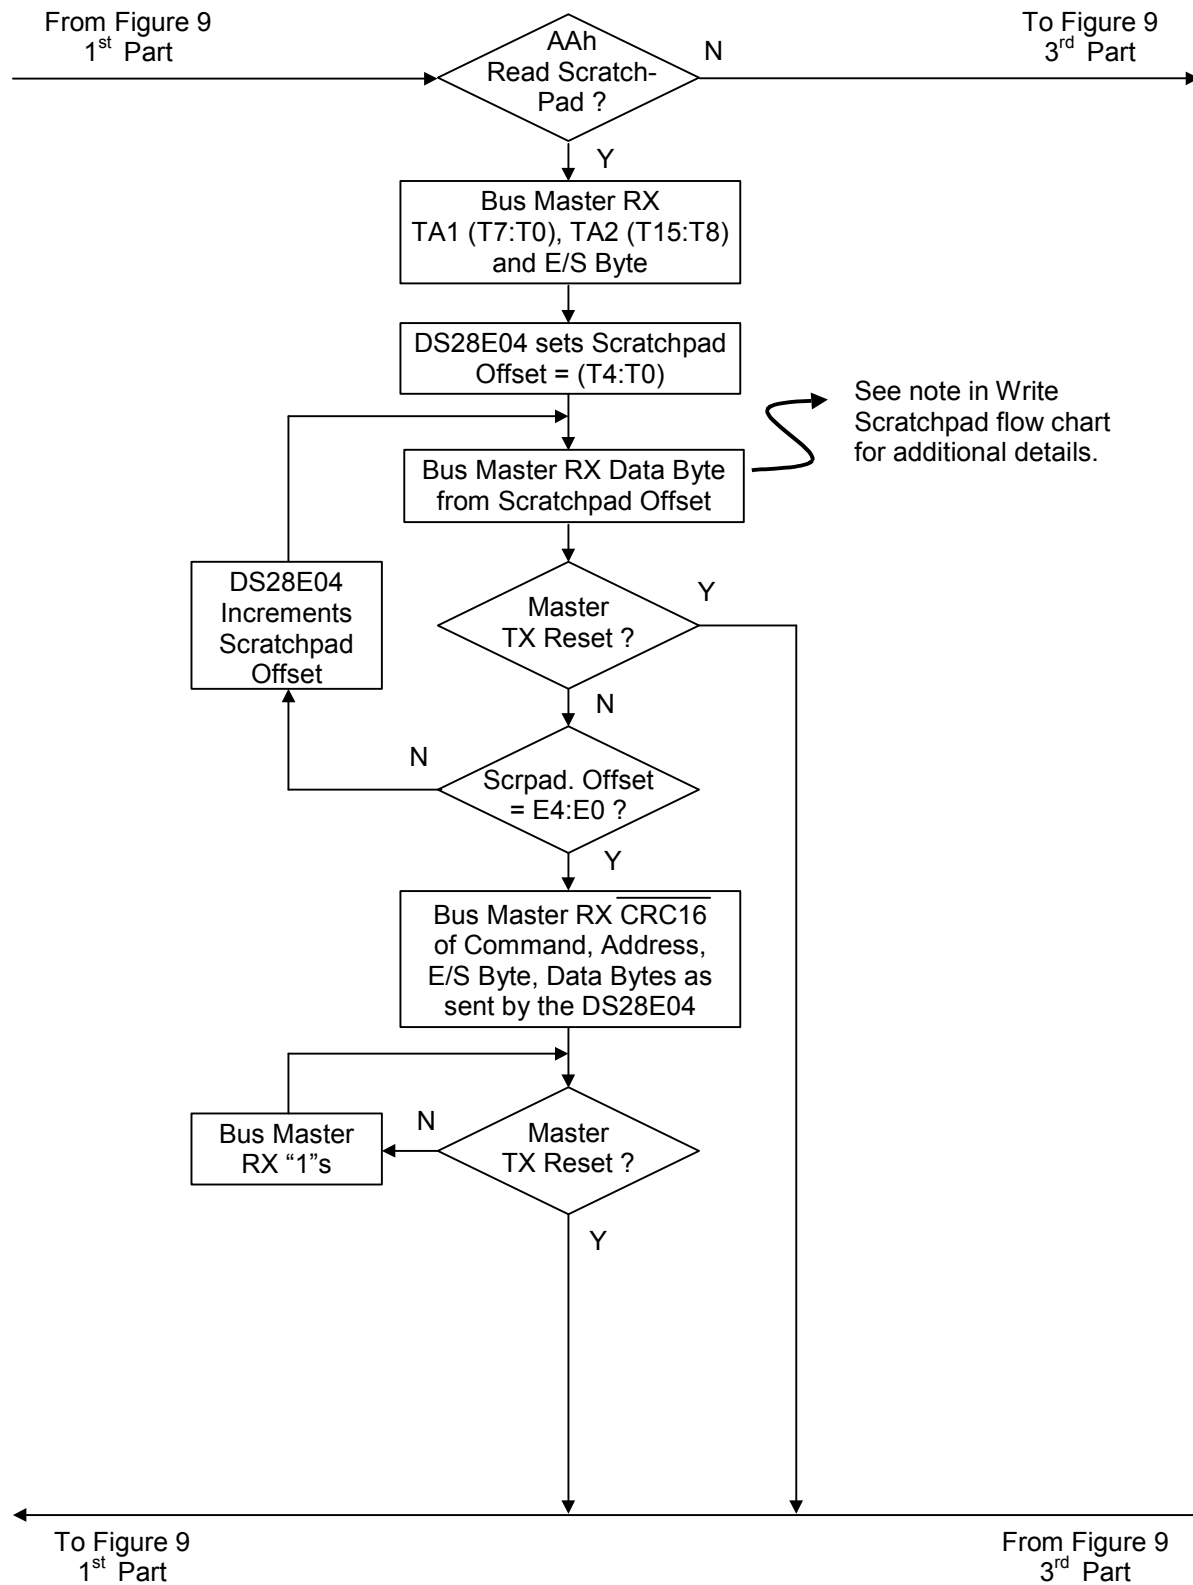 From Figure 9
1st Part
AAh
Read Scratch-
Pad ?
N
To Figure 9
3rd Part
Y
Bus Master RX
TA1 (T7:T0), TA2 (T15:T8)
and E/S Byte
DS28E04 sets Scratchpad
Offset = (T4:T0)
See note in Write
Scratchpad flow chart
for additional details.
Bus Master RX Data Byte
from Scratchpad Offset
DS28E04
Increments
Scratchpad
Offset
Master
TX Reset ?
Y
N
N
Scrpad. Offset
= E4:E0 ?
Y
Bus Master RX CRC16
of Command, Address,
E/S Byte, Data Bytes as
sent by the DS28E04
Bus Master
RX “1”s
N
Master
TX Reset ?
Y
To Figure 9
1st Part
From Figure 9
3rd Part